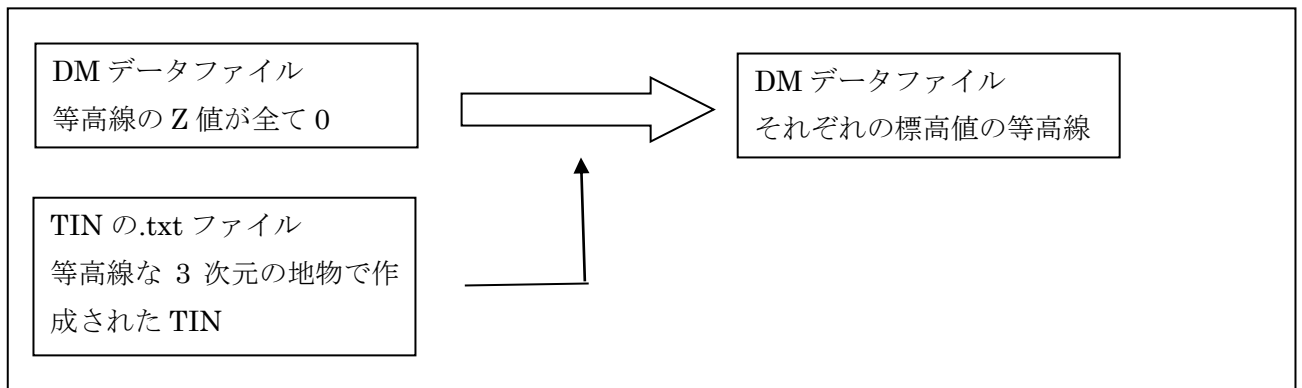 DM データファイル
等高線の Z 値が全て 0
DM データファイル
それぞれの標高値の等高線
TIN の.txt ファイル
等高線な 3 次元の地物で作
成された TIN